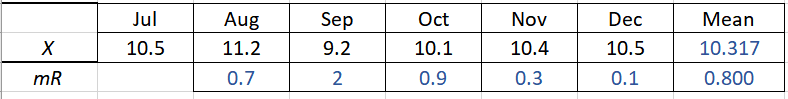 Jul Aug Sep Oct Nov Dec Mean
X 10.5 11.2 9.2 10.1 10.4 10.5 10.317
mR 0.7 2 0.9 0.3 0.1 0.800